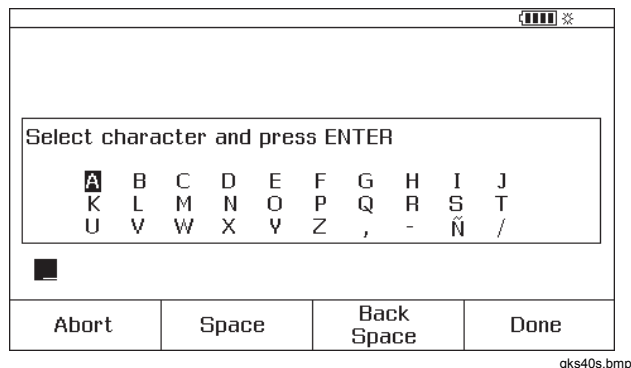 Select character and press ENTER
A B C D E F G H I J
K L M N O P Q R S T
U V W X Y Z , - Ñ /
Abort Space Back Space Done
gks40s.bmp